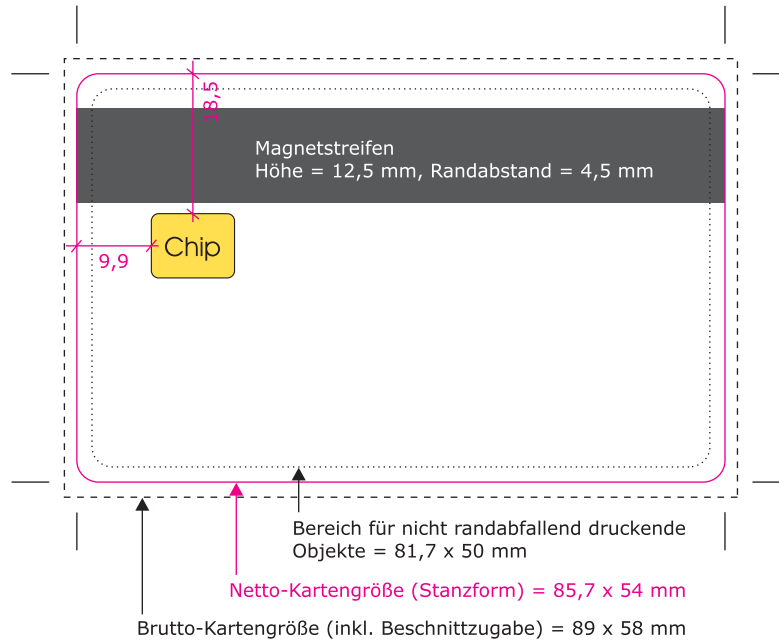 18,5
Magnetstreifen
Höhe = 12,5 mm, Randabstand = 4,5 mm
Chip
9,9
Bereich für nicht randabfallend druckende
Objekte = 81,7 x 50 mm
Netto-Kartengröße (Stanzform) = 85,7 x 54 mm
Brutto-Kartengröße (inkl. Beschnittzugabe) = 89 x 58 mm